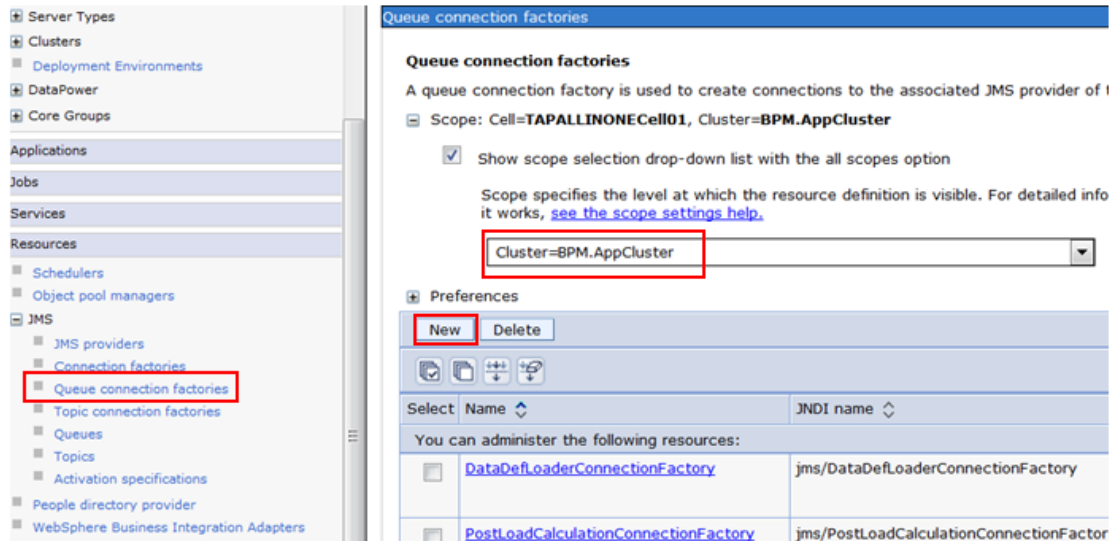 Server Types
Clusters
Deployment Environments
DataPower
Core Groups
Applications
Jobs
Services
Resources
Schedulers
Object pool managers
JMS
JMS providers
Connection factories
Queue connection factories
Topic connection factories
Queues
Topics
Activation specifications
People directory provider
WebSphere Business Integration Adapters
Queue connection factories
Queue connection factories
A queue connection factory is used to create connections to the associated JMS provider of
Scope: Cell=TAPALLINONECell01, Cluster=BPM.AppCluster
Show scope selection drop-down list with the all scopes option
Scope specifies the level at which the resource definition is visible. For detailed info
it works, see the scope settings help.
Cluster=BPM.AppCluster
Preferences
New Delete
Select Name JNDI name
You can administer the following resources:
DataDefLoaderConnectionFactory jms/DataDefLoaderConnectionFactory
PostLoadCalculationConnectionFactory jms/PostLoadCalculationConnectionFactor